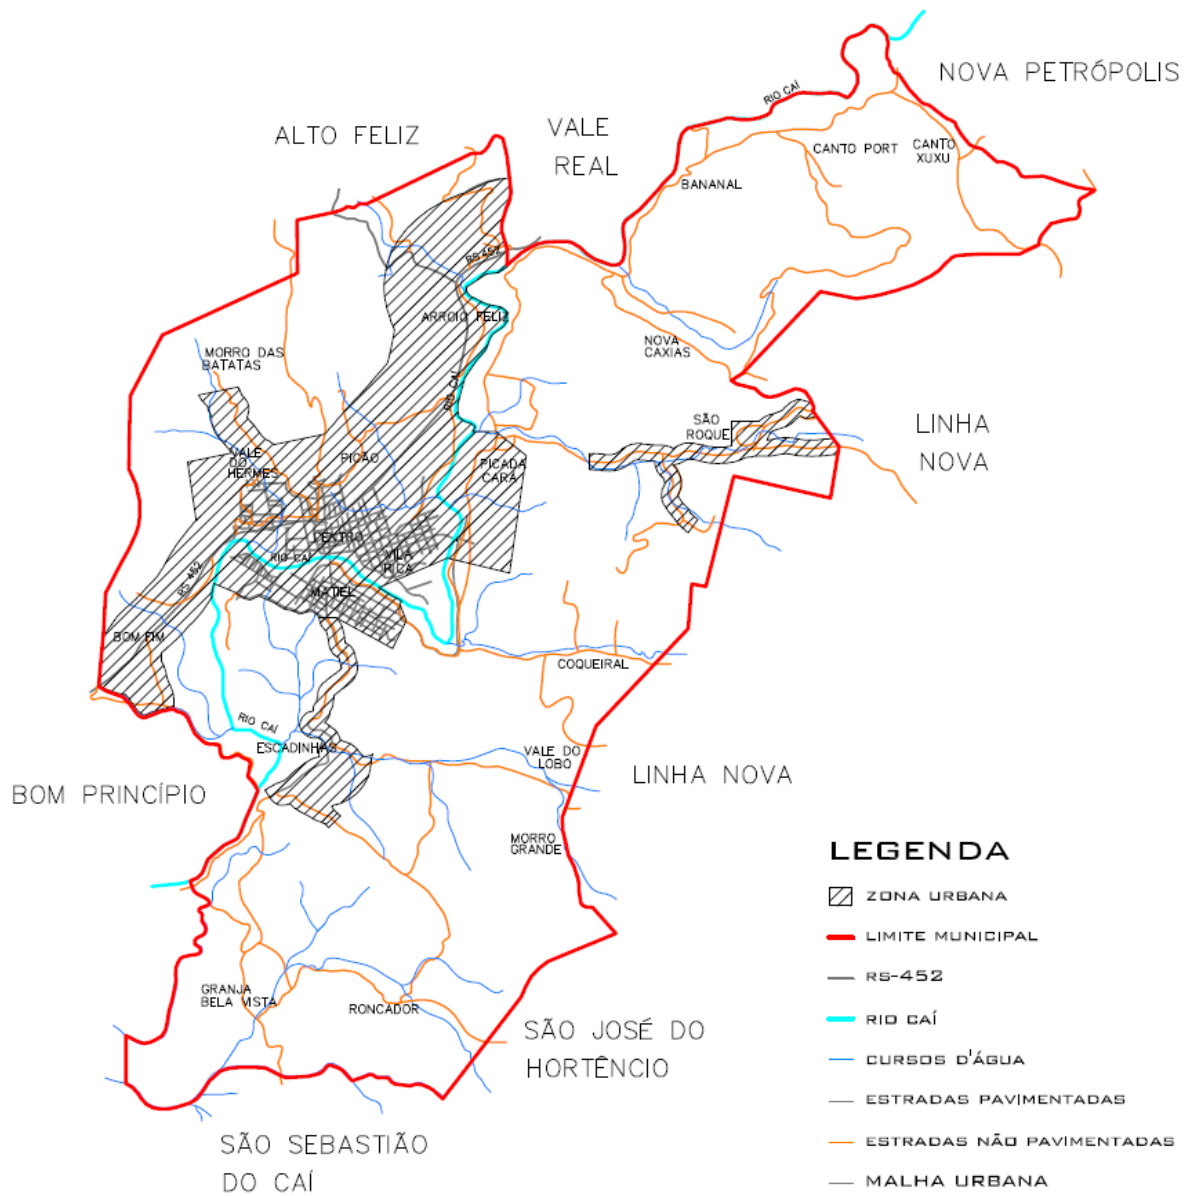 NOVA PETRÓPOLIS
RIO CAÍ
VALE
REAL
ALTO FELIZ
CANTO PORT
CANTO
XUXU
BANANAL
RS 452
ARROIO FELIZ
NOVA
CAXIAS
MORRO DAS
BATATAS
RIO CAÍ
SÃO
ROQUE
LINHA
NOVA
VALE
DO
HERMES
PICÃO
PICADA
CARÁ
CENTRO
RIO CAÍ
VILA
RICA
RS 452
MATIEL
BOM FIM
COQUEIRAL
RIO CAÍ
ESCADINHAS
VALE DO
LOBO
LINHA NOVA
BOM PRINCÍPIO
MORRO
GRANDE
LEGENDA
ZONA URBANA
LIMITE MUNICIPAL
RS-452
RIO CAÍ
CURSOS D'ÁGUA
ESTRADAS PAVIMENTADAS
ESTRADAS NÃO PAVIMENTADAS
MALHA URBANA
GRANJA
BELA VISTA
RONCADOR
SÃO JOSÉ DO
HORTÊNCIO
SÃO SEBASTIÃO
DO CAÍ